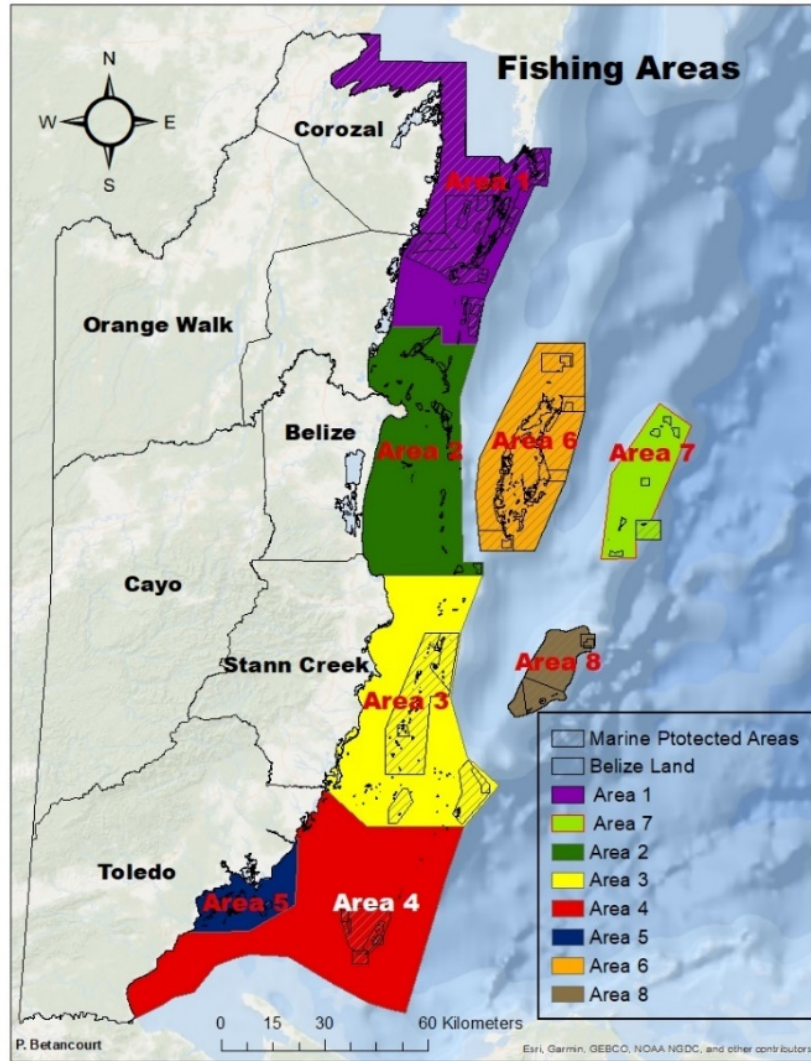 Fishing Areas
N
W E
S
Corozal
Area 1
Orange Walk
Belize
Area 2
Area 6
Area 7
Cayo
Stann Creek
Area 8
Area 3
Toledo
Area 5
Area 4
Marine Ptotected Areas
Belize Land
Area 1
Area 7
Area 2
Area 3
Area 4
Area 5
Area 6
Area 8
0 15 30 60 Kilometers
P. Betancourt
Esri, Garmin, GEBCO, NOAA NGDC, and other contributors